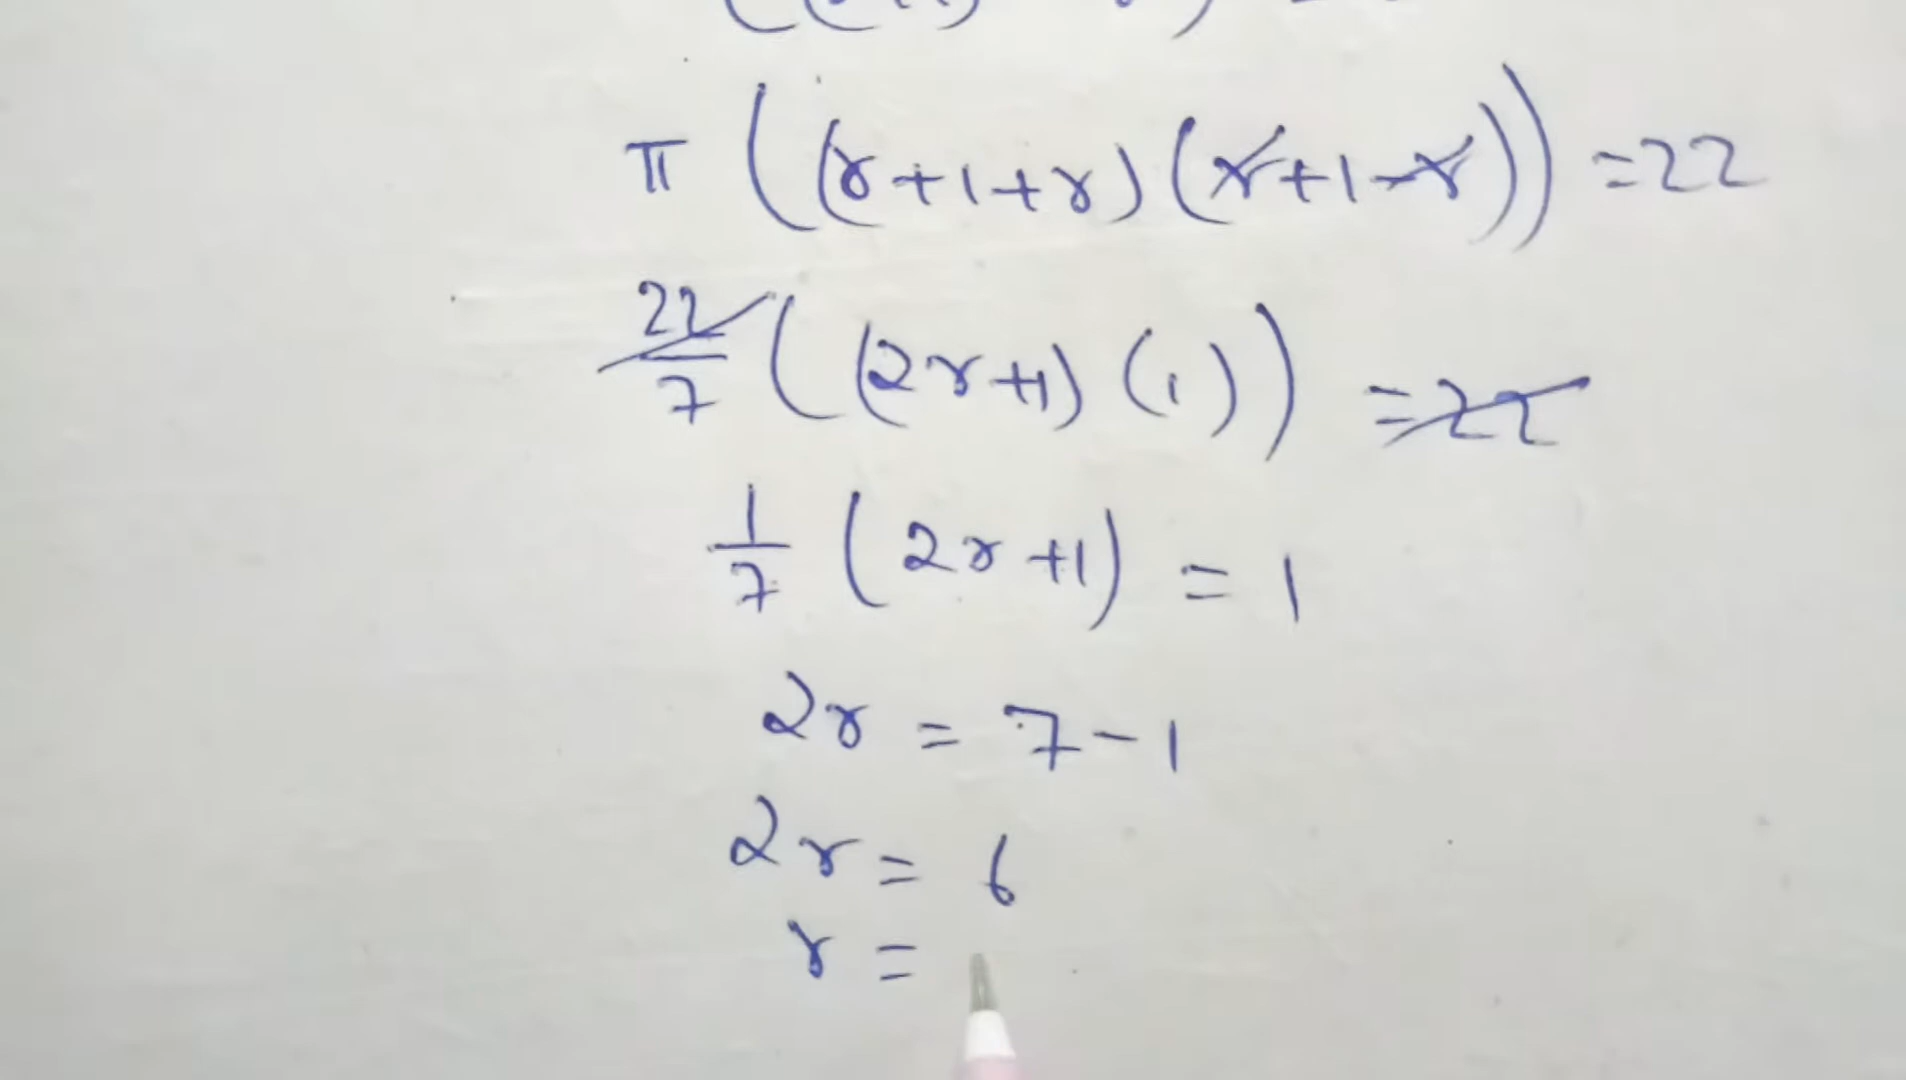 π ((r+1+r)(r+1-r)) =22
22/7 ((2r+1)(1)) =22
1/7 (2r+1) = 1
2r = 7-1
2r = 6
r =